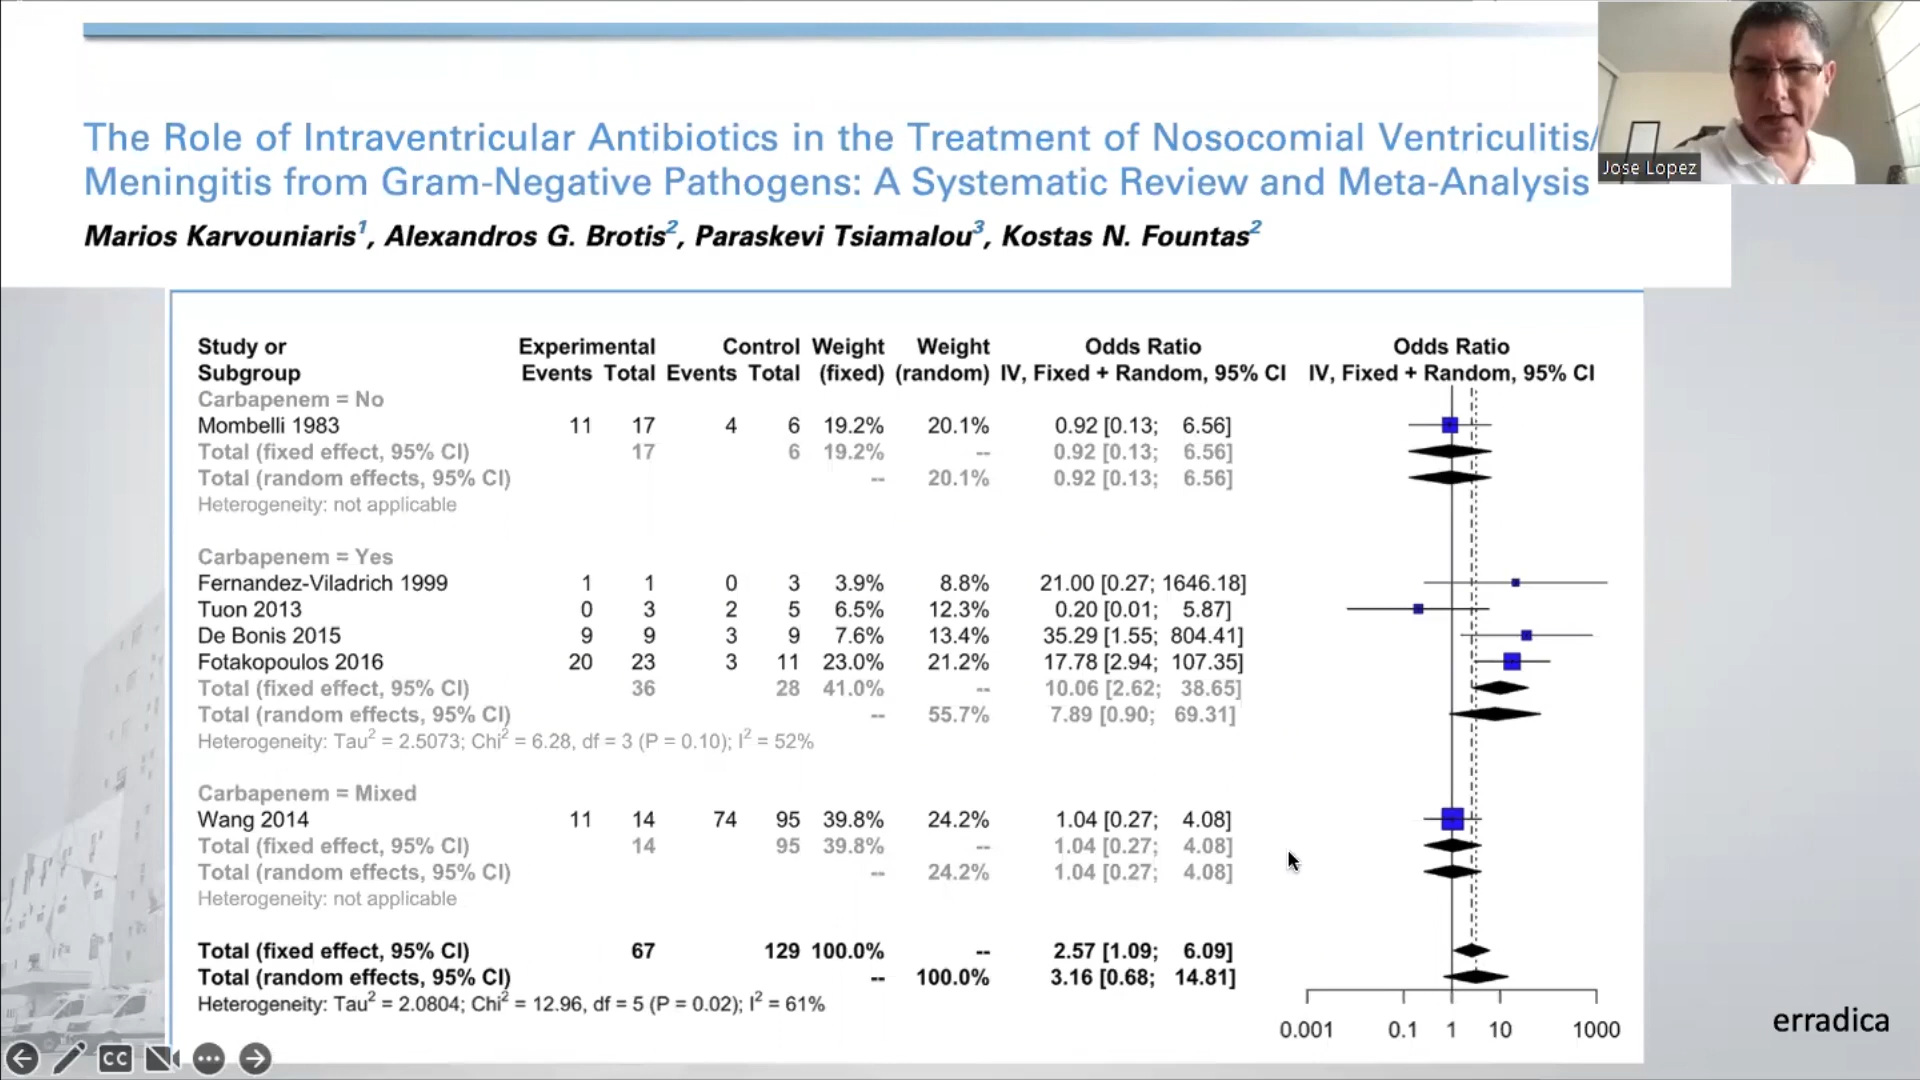 The Role of Intraventricular Antibiotics in the Treatment of Nosocomial Ventriculitis/
Meningitis from Gram-Negative Pathogens: A Systematic Review and Meta-Analysis
Marios Karvouniaris1, Alexandros G. Brotis2, Paraskevi Tsiamalou3, Kostas N. Fountas2
Jose Lopez
Study or Experimental Control Weight Weight Odds Ratio Odds Ratio
Subgroup Events Total Events Total (fixed) (random) IV, Fixed + Random, 95% CI IV, Fixed + Random, 95% CI
Carbapenem = No
Mombelli 1983 11 17 4 6 19.2% 20.1% 0.92 [0.13; 6.56]
Total (fixed effect, 95% CI) 17 6 19.2% -- 0.92 [0.13; 6.56]
Total (random effects, 95% CI) -- 20.1% 0.92 [0.13; 6.56]
Heterogeneity: not applicable
Carbapenem = Yes
Fernandez-Viladrich 1999 1 1 0 3 3.9% 8.8% 21.00 [0.27; 1646.18]
Tuon 2013 0 3 2 5 6.5% 12.3% 0.20 [0.01; 5.87]
De Bonis 2015 9 9 3 9 7.6% 13.4% 35.29 [1.55; 804.41]
Fotakopoulos 2016 20 23 3 11 23.0% 21.2% 17.78 [2.94; 107.35]
Total (fixed effect, 95% CI) 36 28 41.0% -- 10.06 [2.62; 38.65]
Total (random effects, 95% CI) -- 55.7% 7.89 [0.90; 69.31]
Heterogeneity: Tau2 = 2.5073; Chi2 = 6.28, df = 3 (P = 0.10); I2 = 52%
Carbapenem = Mixed
Wang 2014 11 14 74 95 39.8% 24.2% 1.04 [0.27; 4.08]
Total (fixed effect, 95% CI) 14 95 39.8% -- 1.04 [0.27; 4.08]
Total (random effects, 95% CI) -- 24.2% 1.04 [0.27; 4.08]
Heterogeneity: not applicable
Total (fixed effect, 95% CI) 67 129 100.0% -- 2.57 [1.09; 6.09]
Total (random effects, 95% CI) -- 100.0% 3.16 [0.68; 14.81]
Heterogeneity: Tau2 = 2.0804; Chi2 = 12.96, df = 5 (P = 0.02); I2 = 61%
0.001 0.1 1 10 1000
erradica
CC